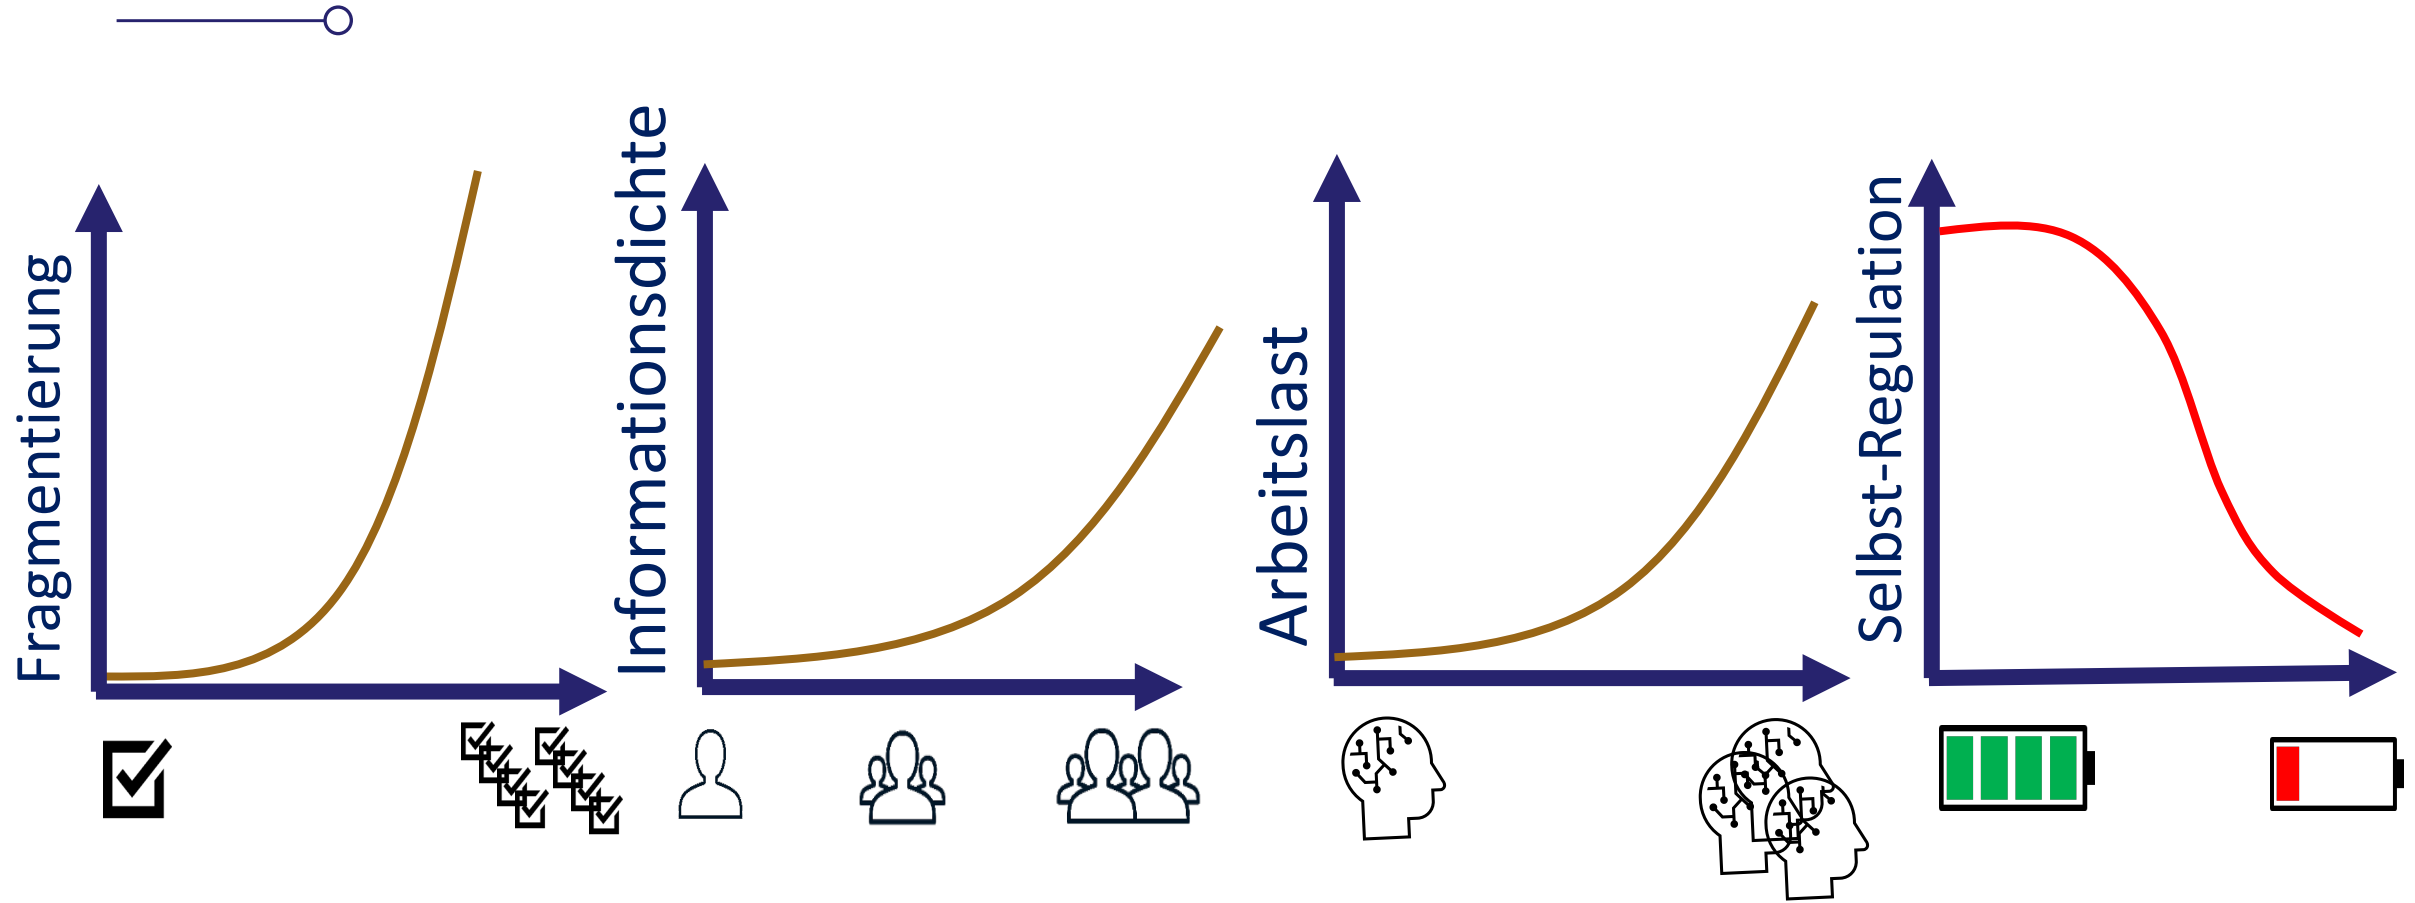 Fragmentierung
Informationsdichte
Arbeitslast
Selbst-Regulation